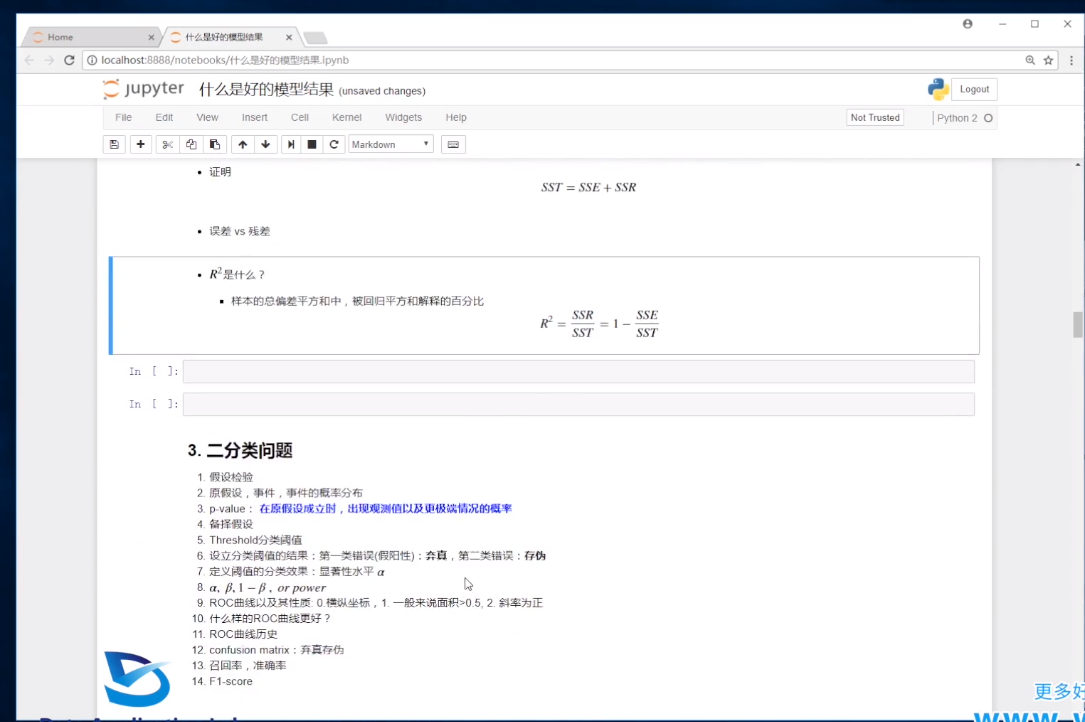 Home
什么是好的模型结果
localhost:8888/notebooks/什么是好的模型结果.ipynb
jupyter 什么是好的模型结果 (unsaved changes)
Logout
File Edit View Insert Cell Kernel Widgets Help
Not Trusted
Python 2
Markdown
• 证明
SST = SSE + SSR
• 误差 vs 残差
• R² 是什么？
▪ 样本的总偏差平方和中，被回归平方和解释的百分比
R² = SSR/SST = 1 − SSE/SST
In [ ]:
In [ ]:
3. 二分类问题
1. 假设检验
2. 原假设，事件，事件的概率分布
3. p-value： 在原假设成立时，出现观测值以及更极端情况的概率
4. 备择假设
5. Threshold分类阈值
6. 设立分类阈值的结果：第一类错误(假阳性)：弃真，第二类错误：存伪
7. 定义阈值的分类效果：显著性水平 α
8. α, β, 1 − β , or power
9. ROC曲线以及其性质: 0.横纵坐标，1. 一般来说面积>0.5, 2. 斜率为正
10. 什么样的ROC曲线更好？
11. ROC曲线历史
12. confusion matrix：弃真存伪
13. 召回率，准确率
14. F1-score
更多好